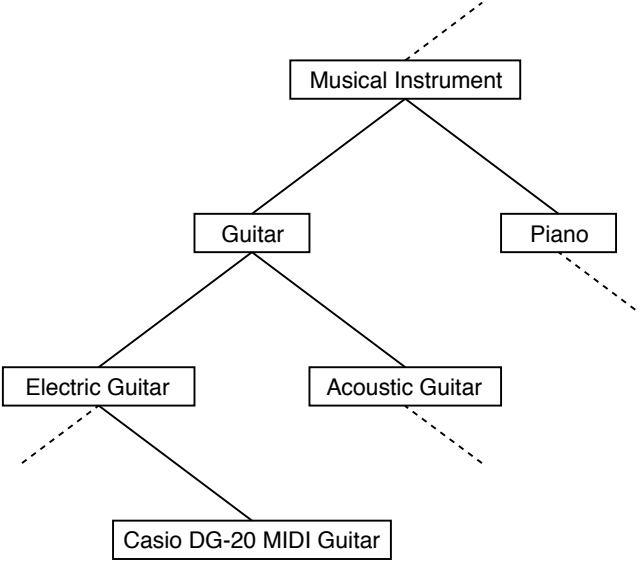 Musical Instrument
Guitar
Piano
Electric Guitar
Acoustic Guitar
Casio DG-20 MIDI Guitar